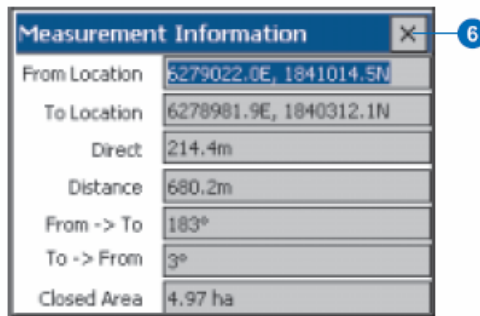 Measurement Information
6
From Location 6279022.0E, 1841014.5N
To Location 6278981.9E, 1840312.1N
Direct 214.4m
Distance 680.2m
From -> To 183°
To -> From 3°
Closed Area 4.97 ha